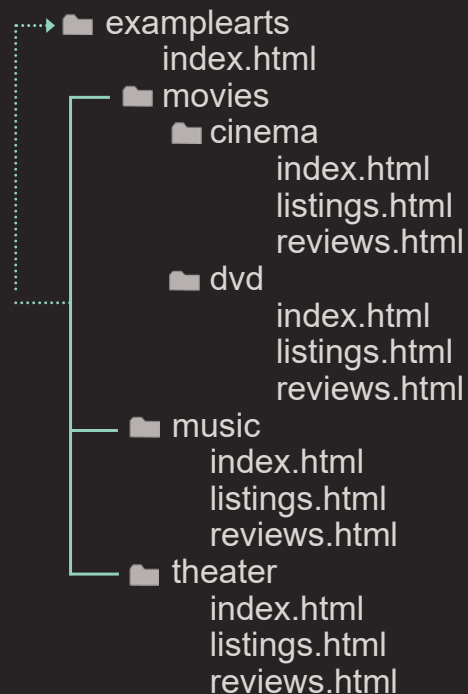 examplearts
index.html
movies
cinema
index.html
listings.html
reviews.html
dvd
index.html
listings.html
reviews.html
music
index.html
listings.html
reviews.html
theater
index.html
listings.html
reviews.html